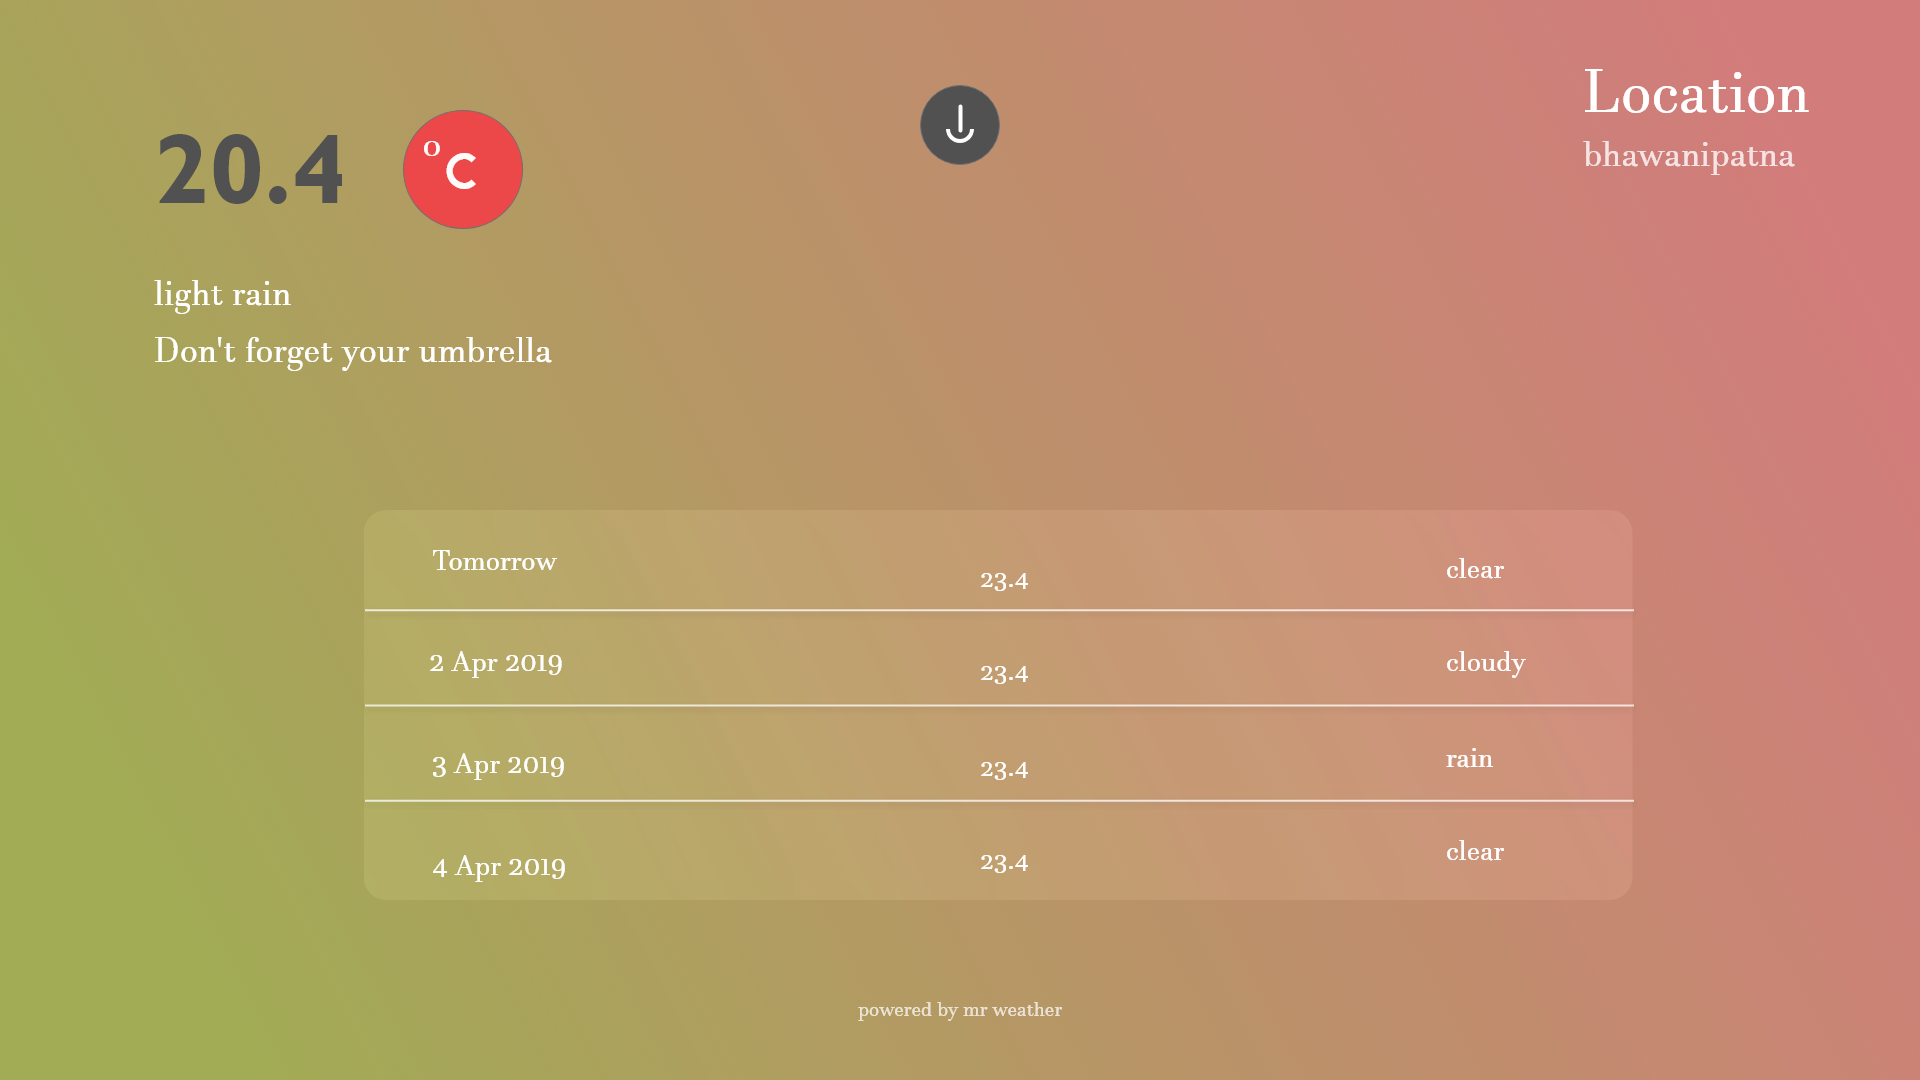 Location
bhawanipatna
20.4 °C
light rain
Don't forget your umbrella
Tomorrow 23.4 clear
2 Apr 2019 23.4 cloudy
3 Apr 2019 23.4 rain
4 Apr 2019 23.4 clear
powered by mr weather